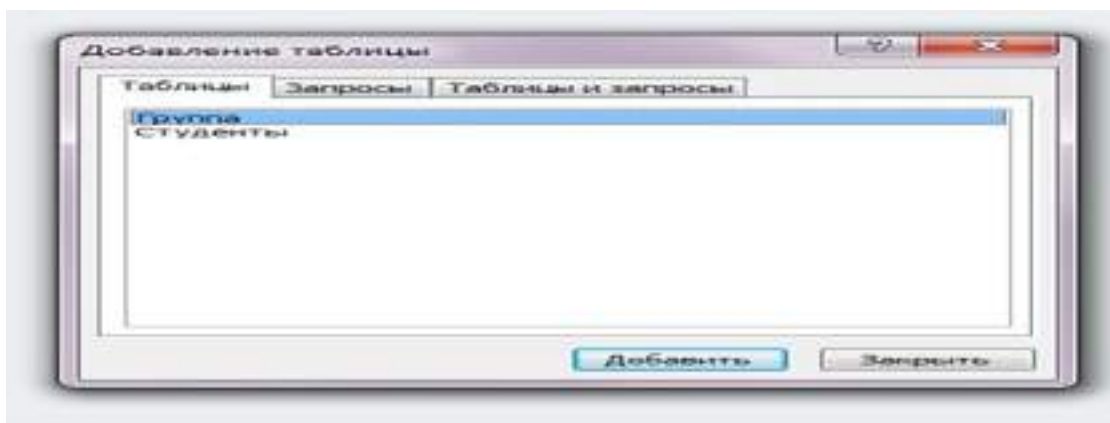 Добавление таблицы
Таблицы Запросы Таблицы и запросы
Группа
Студенты
Добавить Закрыть